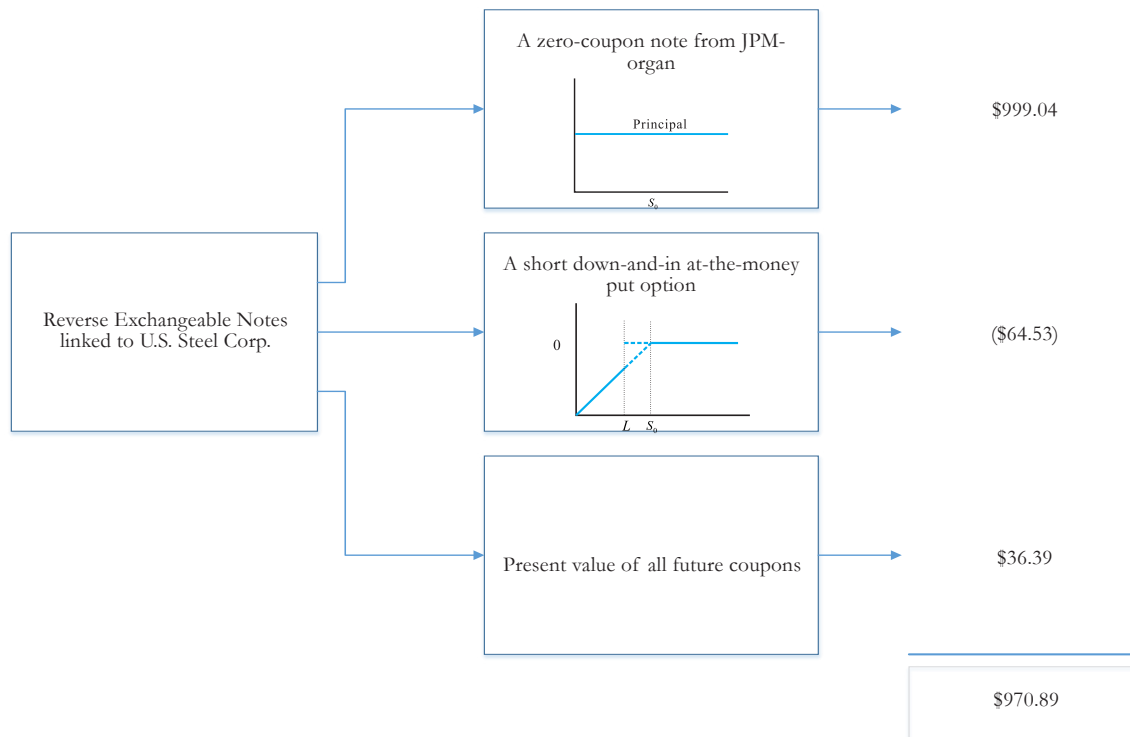 A zero-coupon note from JPM-
organ
Principal
S₀
$999.04
Reverse Exchangeable Notes
linked to U.S. Steel Corp.
A short down-and-in at-the-money
put option
0
L S₀
($64.53)
Present value of all future coupons
$36.39
$970.89